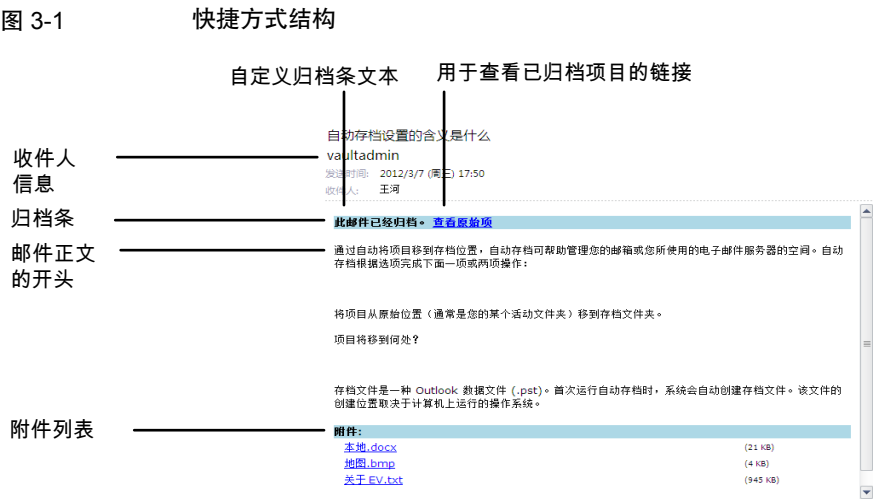 图 3-1 快捷方式结构
自定义归档条文本 用于查看已归档项目的链接
自动存档设置的含义是什么
收件人
信息
vaultadmin
发送时间: 2012/3/7 (周三) 17:50
收件人: 王河
归档条
此邮件已经归档。 查看原始项
邮件正文
的开头
通过自动将项目移到存档位置，自动存档可帮助管理您的邮箱或您所使用的电子邮件服务器的空间。自动
存档根据选项完成下面一项或两项操作：
将项目从原始位置（通常是您的某个活动文件夹）移到存档文件夹。
项目将移到何处？
存档文件是一种 Outlook 数据文件 (.pst)。首次运行自动存档时，系统会自动创建存档文件。该文件的
创建位置取决于计算机上运行的操作系统。
附件列表
附件:
本地.docx (21 KB)
地图.bmp (4 KB)
关于 EV.txt (945 KB)